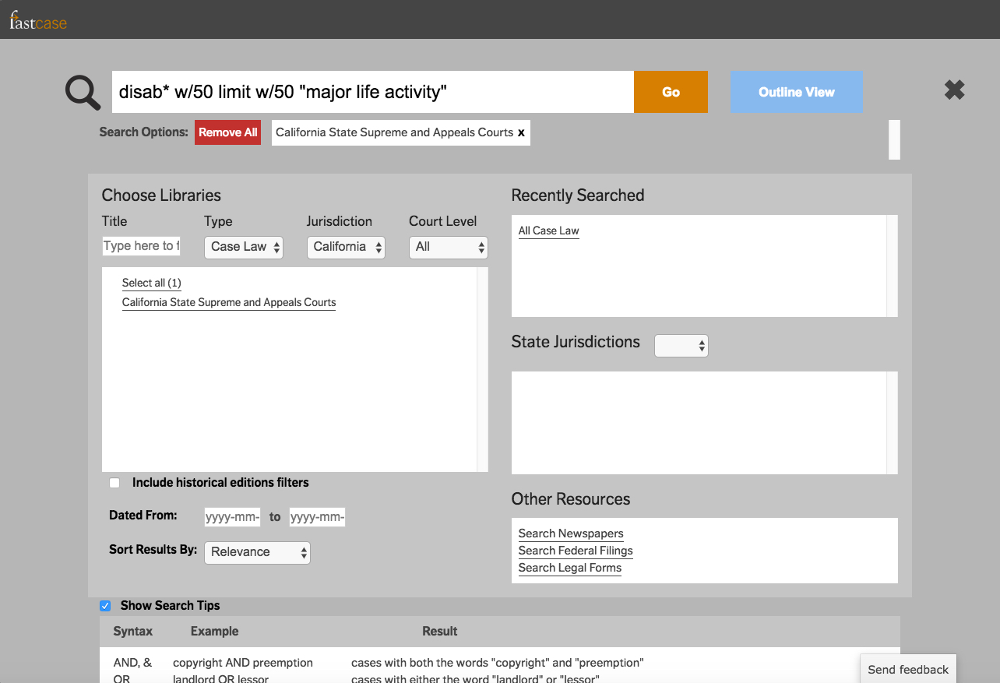 fastcase
disab* w/50 limit w/50 "major life activity"
Go
Outline View
Search Options:
Remove All
California State Supreme and Appeals Courts x
Choose Libraries
Title
Type
Jurisdiction
Court Level
Type here to f
Case Law
California
All
Select all (1)
California State Supreme and Appeals Courts
Include historical editions filters
Dated From:
yyyy-mm-
to
yyyy-mm-
Sort Results By:
Relevance
Recently Searched
All Case Law
State Jurisdictions
Other Resources
Search Newspapers
Search Federal Filings
Search Legal Forms
Show Search Tips
Syntax Example Result
AND, & copyright AND preemption cases with both the words "copyright" and "preemption"
OR landlord OR lessor cases with either the word "landlord" or "lessor"
Send feedback